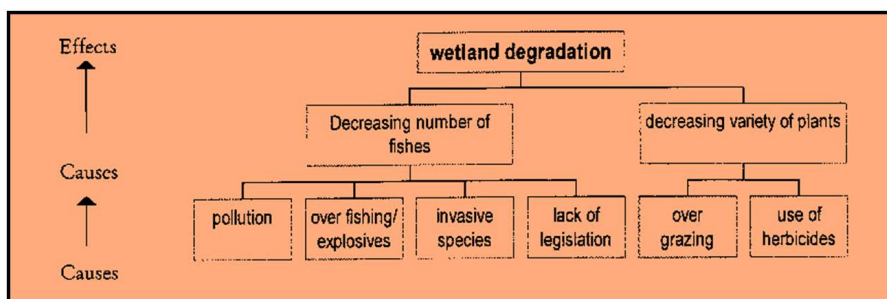 Effects
wetland degradation
Decreasing number of
fishes
decreasing variety of plants
Causes
pollution
over fishing/
explosives
invasive
species
lack of
legislation
over
grazing
use of
herbicides
Causes